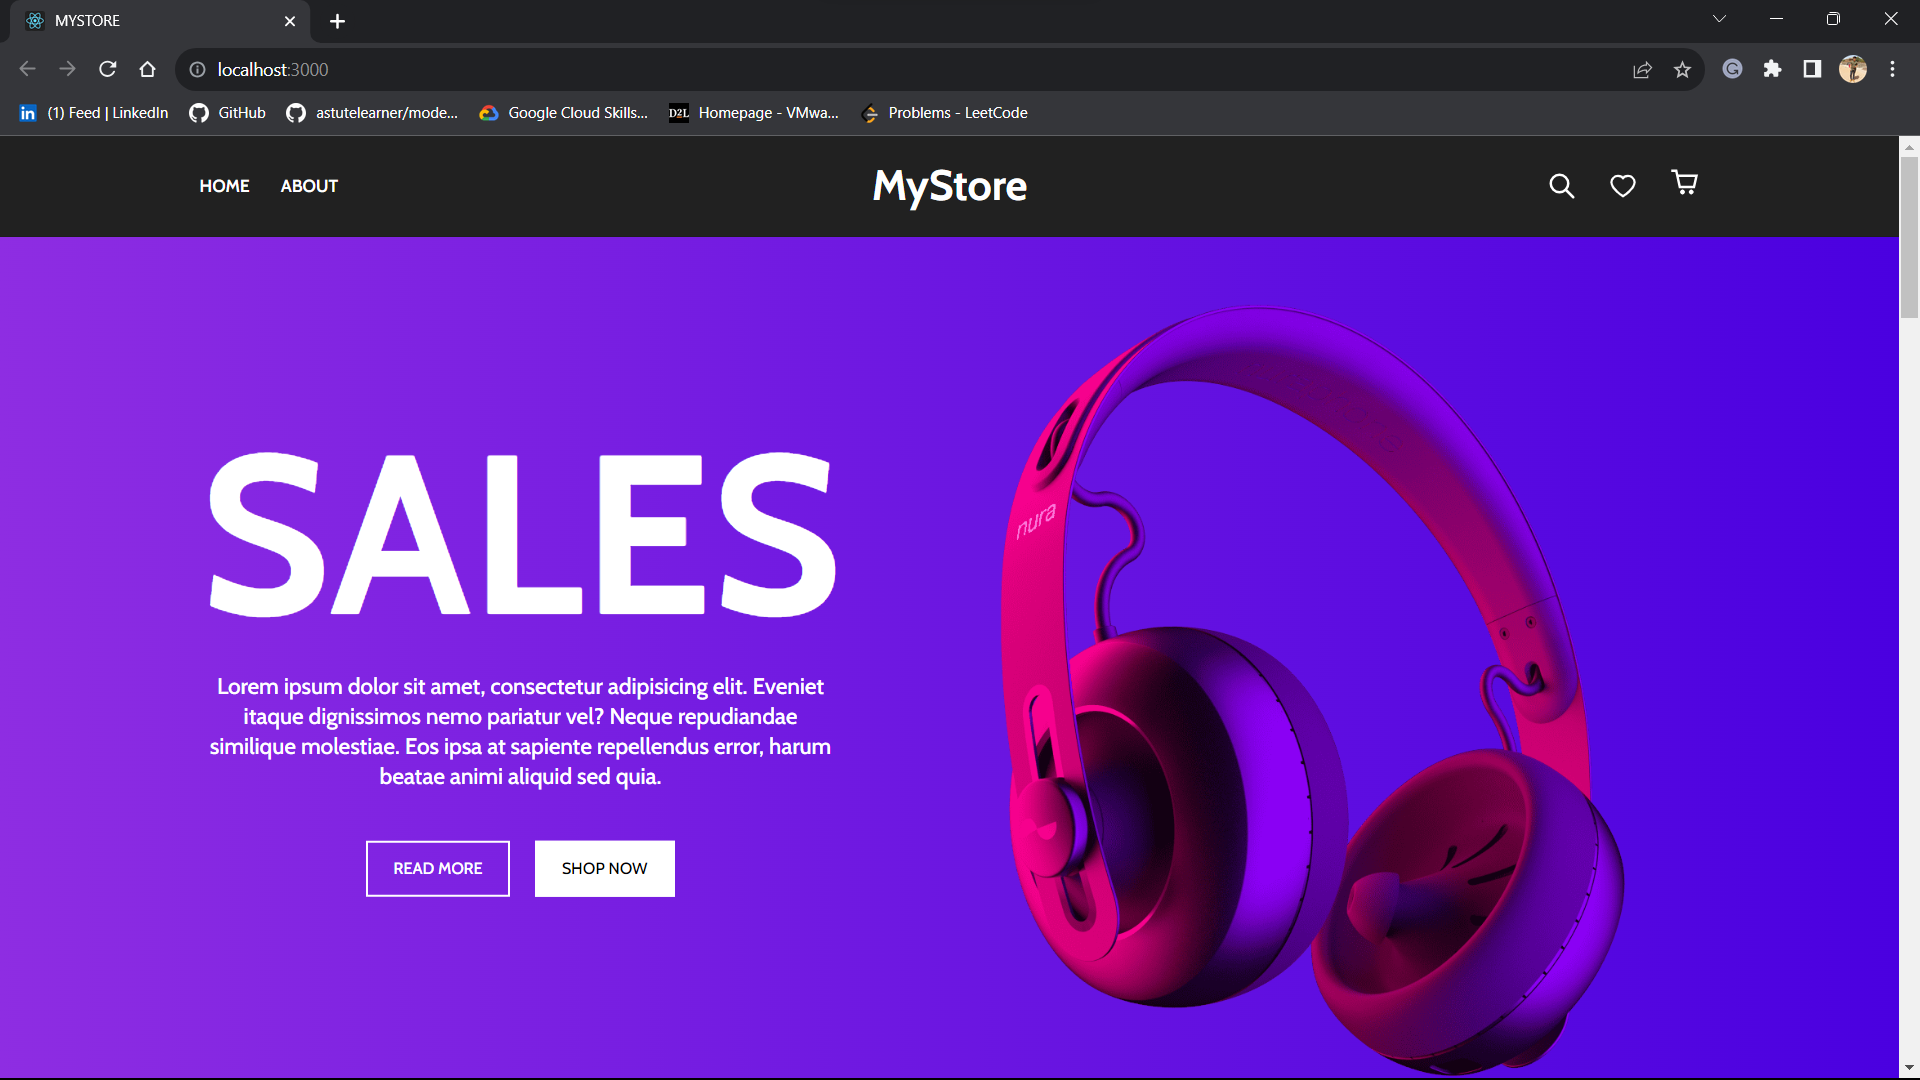 MYSTORE
localhost:3000
(1) Feed | LinkedIn GitHub astutelearner/mode... Google Cloud Skills... D2L Homepage - VMwa... Problems - LeetCode
HOME ABOUT MyStore
SALES
nura
Lorem ipsum dolor sit amet, consectetur adipisicing elit. Eveniet
itaque dignissimos nemo pariatur vel? Neque repudiandae
similique molestiae. Eos ipsa at sapiente repellendus error, harum
beatae animi aliquid sed quia.
READ MORE SHOP NOW